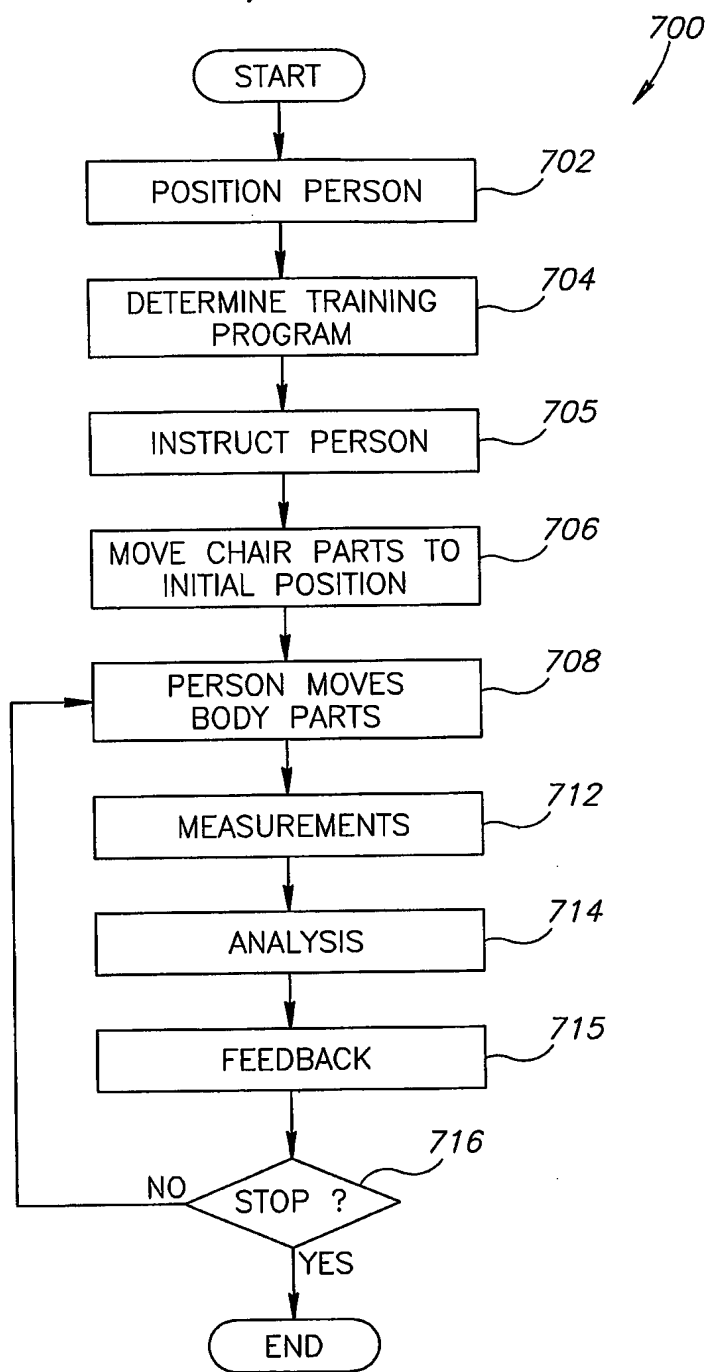 700
START
POSITION PERSON
702
DETERMINE TRAINING
PROGRAM
704
INSTRUCT PERSON
705
MOVE CHAIR PARTS TO
INITIAL POSITION
706
PERSON MOVES
BODY PARTS
708
MEASUREMENTS
712
ANALYSIS
714
FEEDBACK
715
716
NO
STOP ?
YES
END